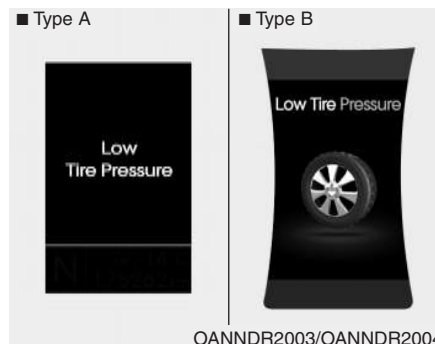 ■ Type A
■ Type B
Low
Tire Pressure
Low Tire Pressure
OANNDR2003/OANNDR2004